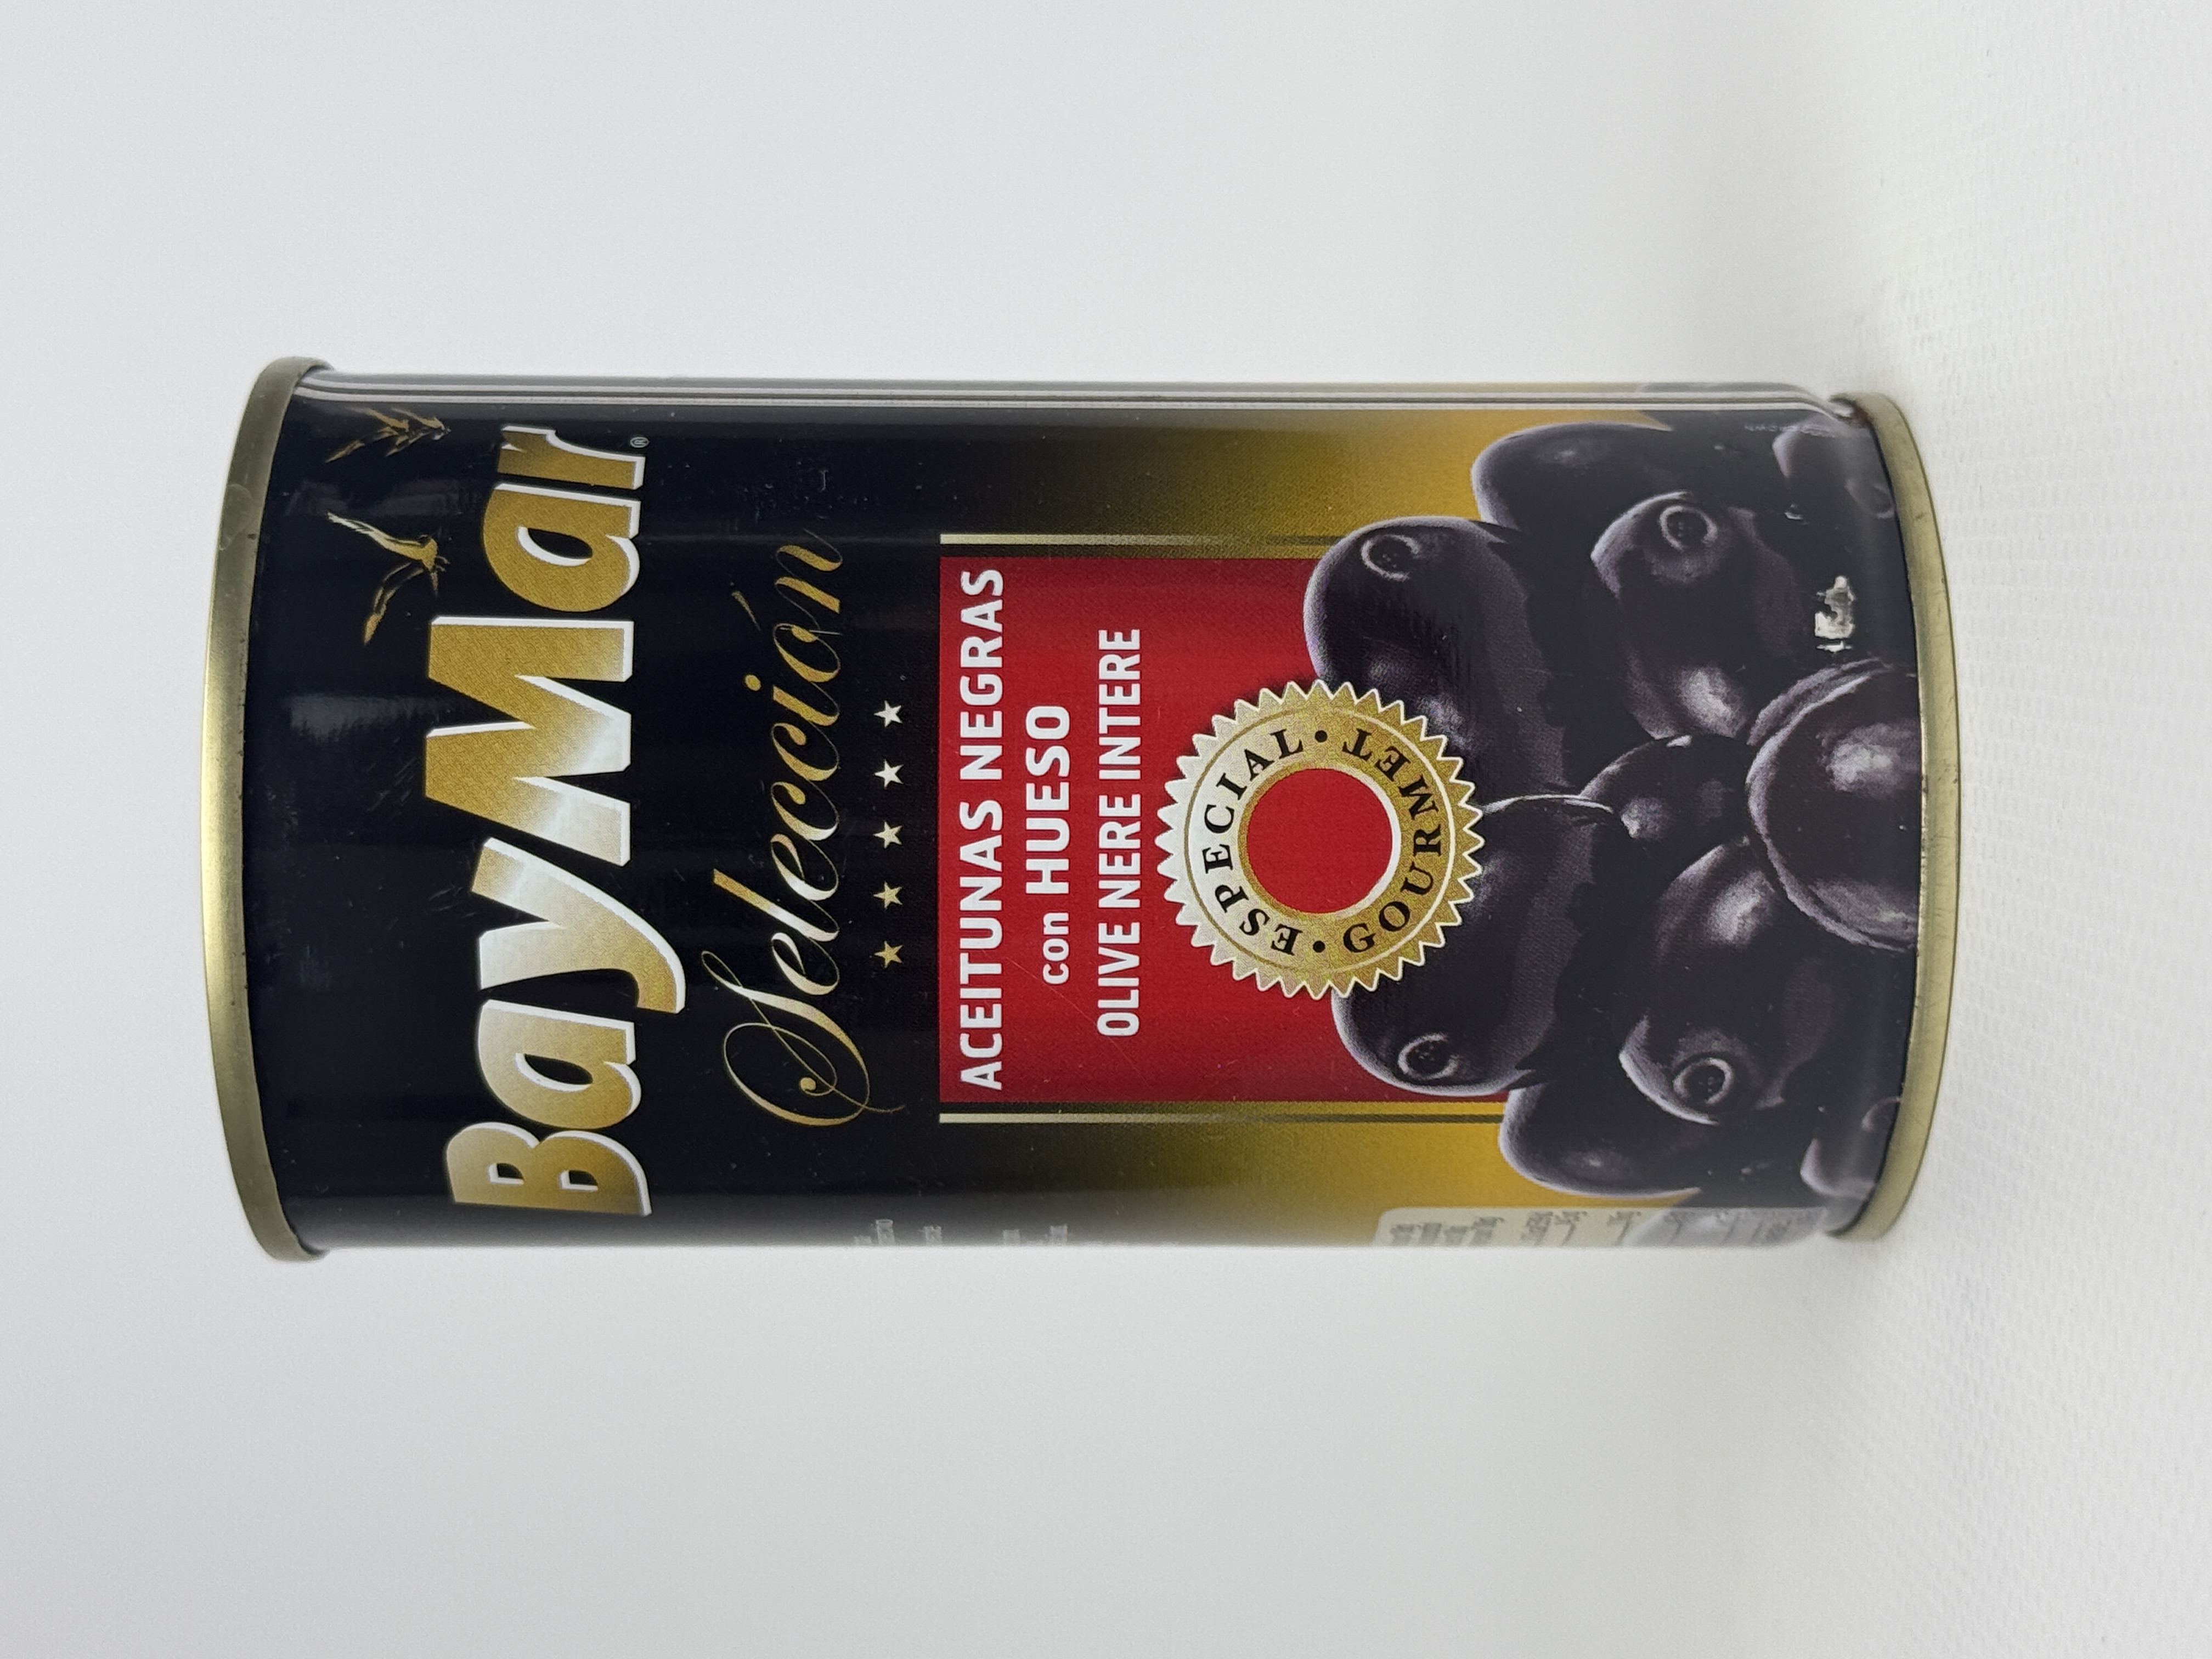 BayMar®
Selección
ACEITUNAS NEGRAS
con HUESO
OLIVE NERE INTERE
ESPECIAL • GOURMET •